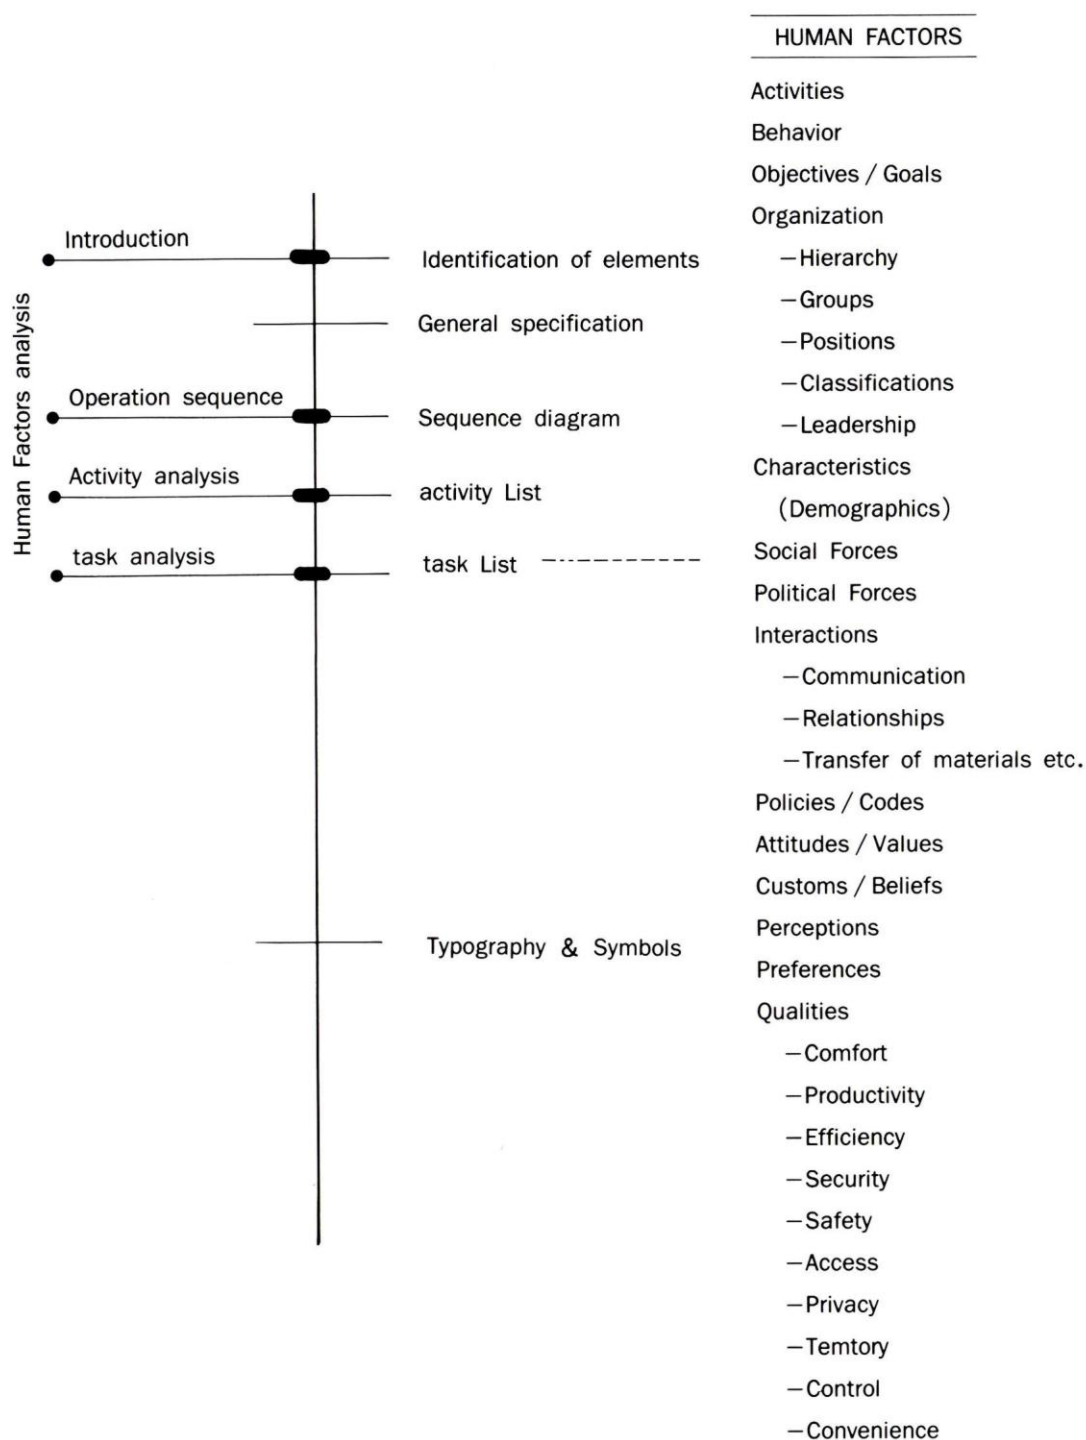 Human Factors analysis
Introduction
Operation sequence
Activity analysis
task analysis
Identification of elements
General specification
Sequence diagram
activity List
task List
Typography & Symbols
HUMAN FACTORS
Activities
Behavior
Objectives / Goals
Organization
—Hierarchy
—Groups
—Positions
—Classifications
—Leadership
Characteristics
(Demographics)
Social Forces
Political Forces
Interactions
—Communication
—Relationships
—Transfer of materials etc.
Policies / Codes
Attitudes / Values
Customs / Beliefs
Perceptions
Preferences
Qualities
—Comfort
—Productivity
—Efficiency
—Security
—Safety
—Access
—Privacy
—Temtory
—Control
—Convenience